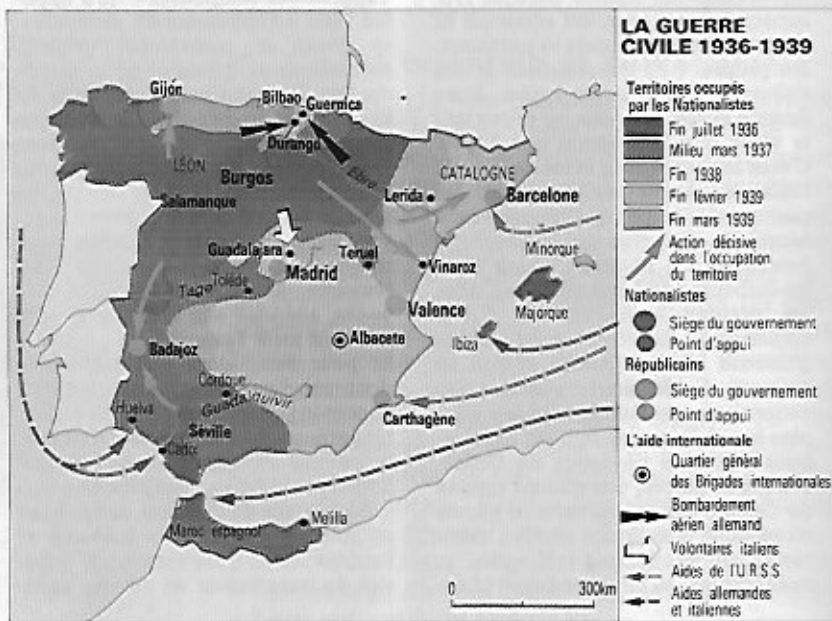 Gijón
Bilbao
Guernica
Durango
LÉON
Burgos
Ebre
CATALOGNE
Lerida
Barcelone
Salamanque
Minorque
Guadalajara
Teruel
Vinaroz
Madrid
Tolède
Tage
Majorque
Valence
Ibiza
Albacete
Badajoz
Cordoue
Guadalquivir
Huelva
Carthagène
Séville
Cadix
Melilla
Maroc espagnol
0 300km
LA GUERRE
CIVILE 1936-1939
Territoires occupés
par les Nationalistes
Fin juillet 1936
Milieu mars 1937
Fin 1938
Fin février 1939
Fin mars 1939
Action décisive
dans l'occupation
du territoire
Nationalistes
Siège du gouvernement
Point d'appui
Républicains
Siège du gouvernement
Point d'appui
L'aide internationale
Quartier général
des Brigades internationales
Bombardement
aérien allemand
Volontaires italiens
Aides de l'U.R.S.S
Aides allemandes
et italiennes